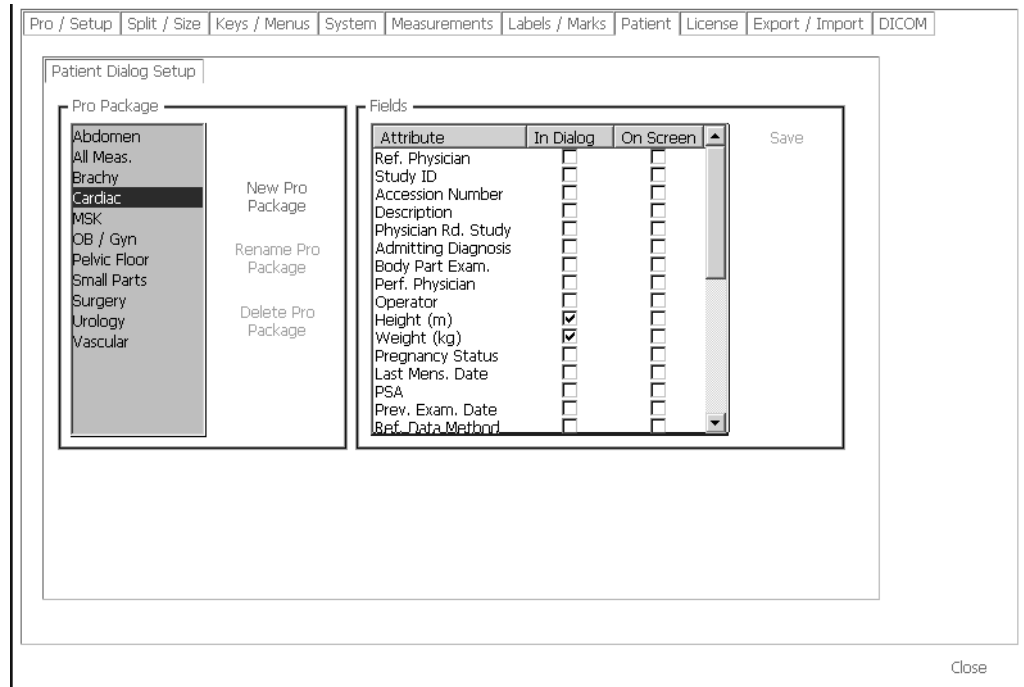 Pro / Setup Split / Size Keys / Menus System Measurements Labels / Marks Patient License Export / Import DICOM
Patient Dialog Setup
Pro Package
Abdomen
All Meas.
Brachy
Cardiac
MSK
OB / Gyn
Pelvic Floor
Small Parts
Surgery
Urology
Vascular
New Pro
Package
Rename Pro
Package
Delete Pro
Package
Fields
Attribute In Dialog On Screen
Ref. Physician
Study ID
Accession Number
Description
Physician Rd. Study
Admitting Diagnosis
Body Part Exam.
Perf. Physician
Operator
Height (m)
Weight (kg)
Pregnancy Status
Last Mens. Date
PSA
Prev. Exam. Date
Ref. Data Method
Save
Close